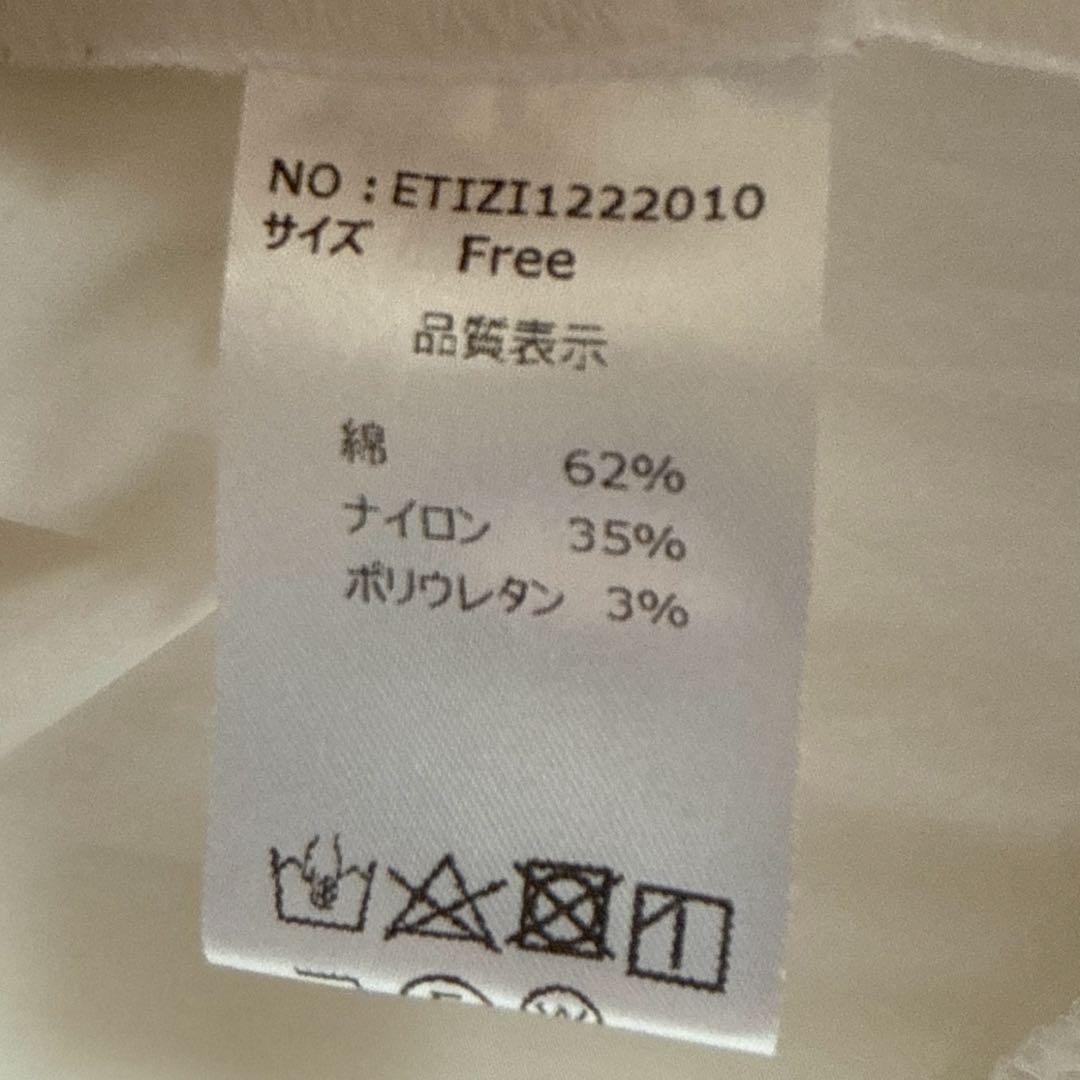 NO：ETIZI1222010
サイズ Free
品質表示
綿 62%
ナイロン 35%
ポリウレタン 3%